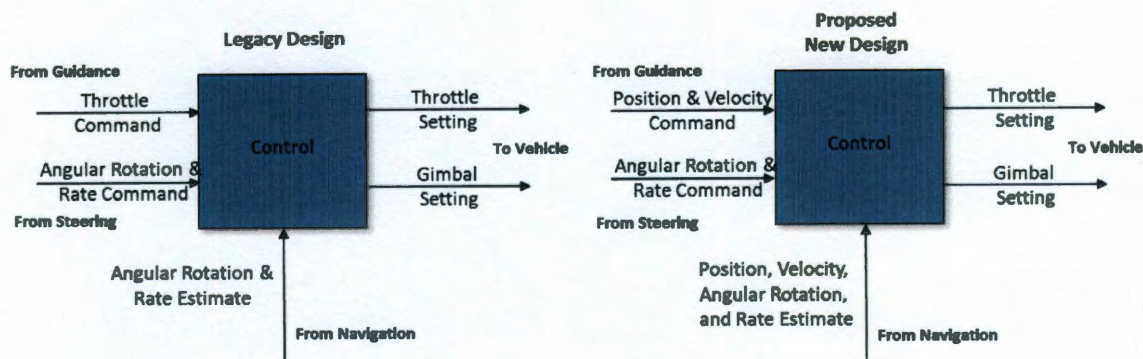 Legacy Design
From Guidance
Throttle
Command
Angular Rotation &
Rate Command
From Steering
Control
Throttle
Setting
To Vehicle
Gimbal
Setting
Angular Rotation &
Rate Estimate
From Navigation
Proposed
New Design
From Guidance
Position & Velocity
Command
Angular Rotation &
Rate Command
From Steering
Control
Throttle
Setting
To Vehicle
Gimbal
Setting
Position, Velocity,
Angular Rotation,
and Rate Estimate
From Navigation